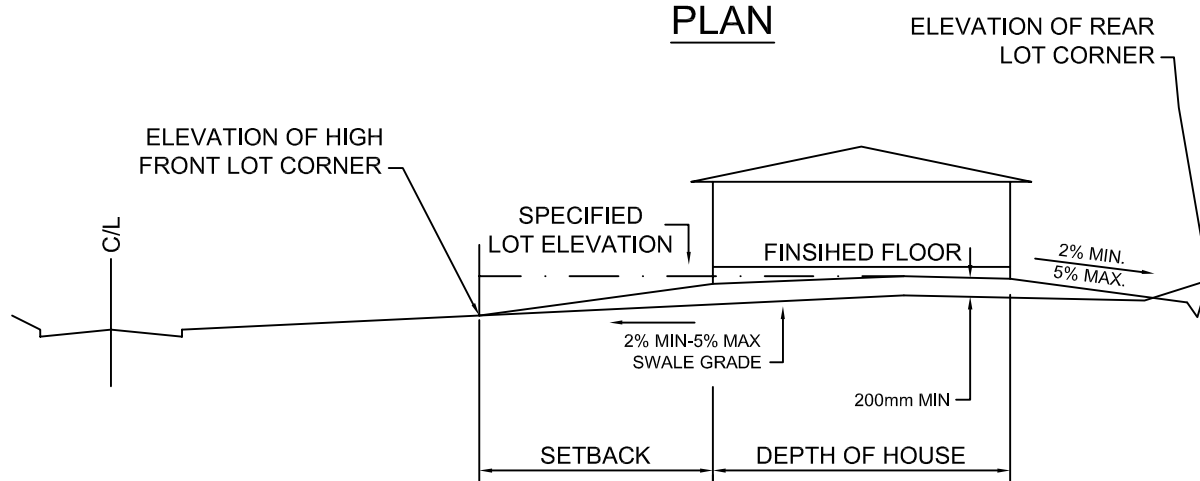 PLAN
ELEVATION OF REAR
LOT CORNER
ELEVATION OF HIGH
FRONT LOT CORNER
C/L
SPECIFIED
LOT ELEVATION
FINSIHED FLOOR
2% MIN.
5% MAX.
2% MIN-5% MAX
SWALE GRADE
200mm MIN
SETBACK
DEPTH OF HOUSE